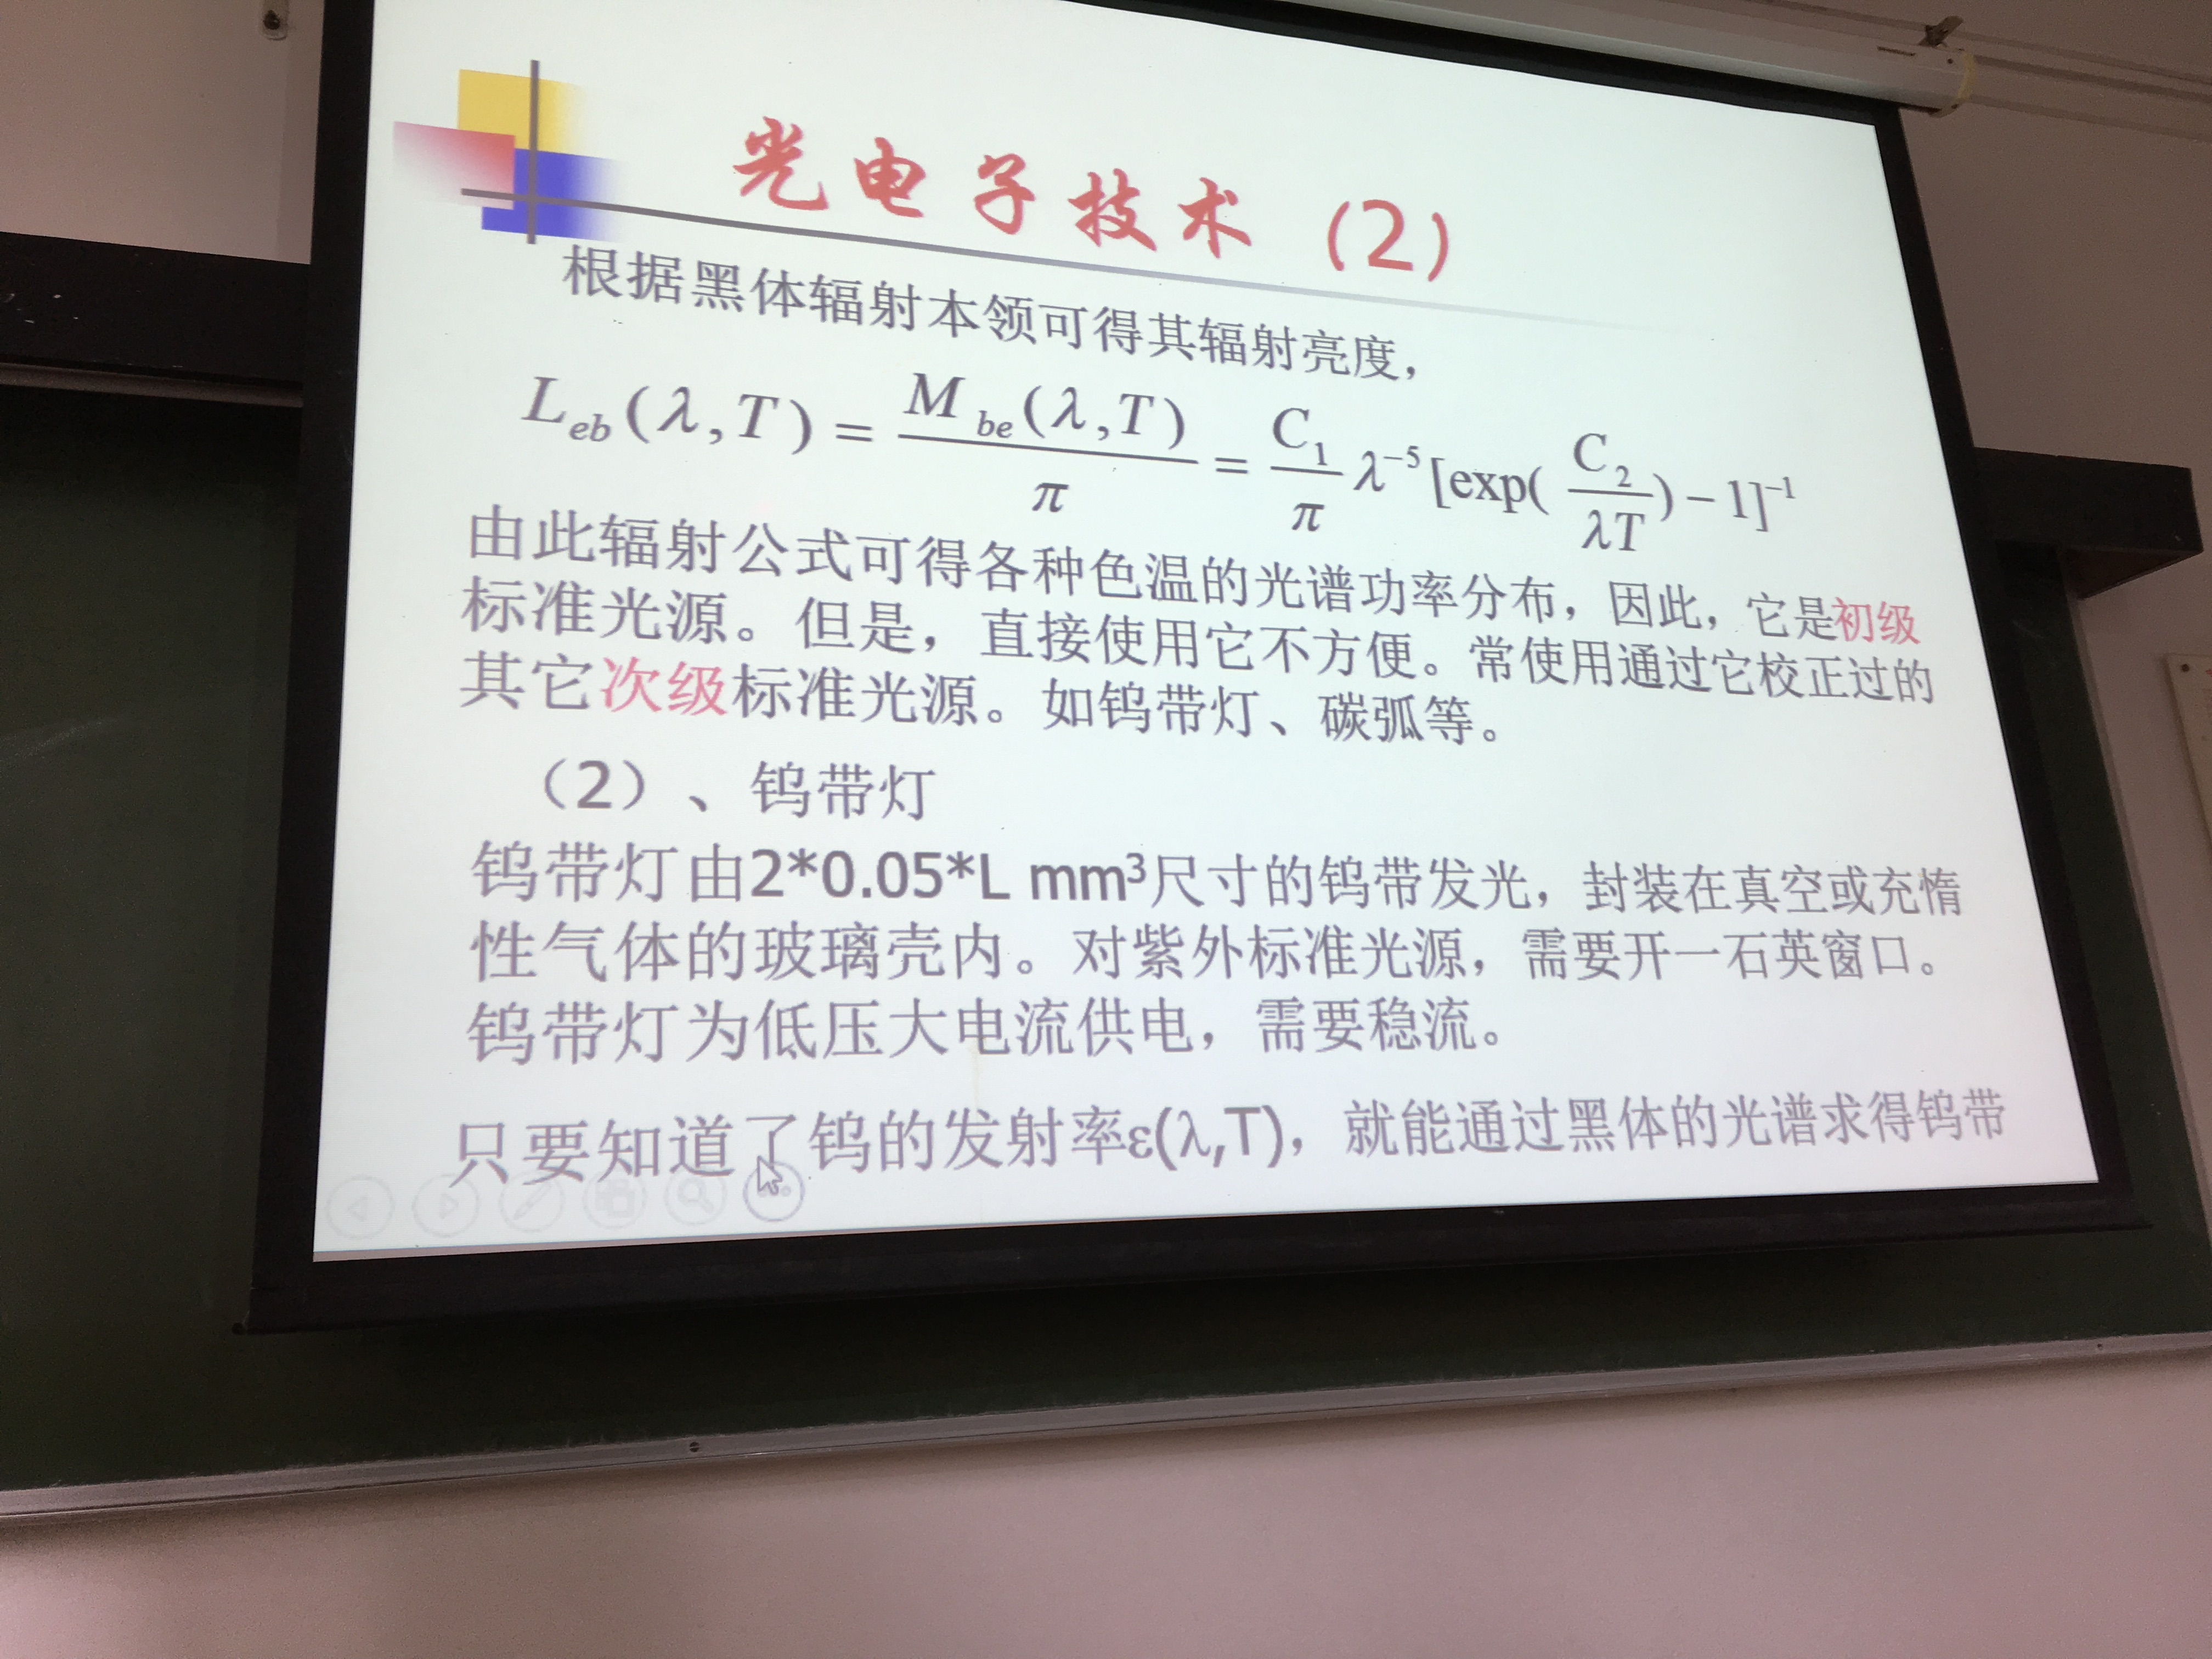 光电子技术（2）
根据黑体辐射本领可得其辐射亮度，
L_{eb}(λ,T) = \frac{M_{be}(λ,T)}{π} = \frac{C_1}{π} λ^{-5} [exp(\frac{C_2}{λT}) − 1]^{-1}
由此辐射公式可得各种色温的光谱功率分布，因此，它是初级
标准光源。但是，直接使用它不方便。常使用通过它校正过的
其它次级标准光源。如钨带灯、碳弧等。
（2）、钨带灯
钨带灯由2*0.05*L mm³尺寸的钨带发光，封装在真空或充惰
性气体的玻璃壳内。对紫外标准光源，需要开一石英窗口。
钨带灯为低压大电流供电，需要稳流。
只要知道了钨的发射率ε(λ,T)，就能通过黑体的光谱求得钨带